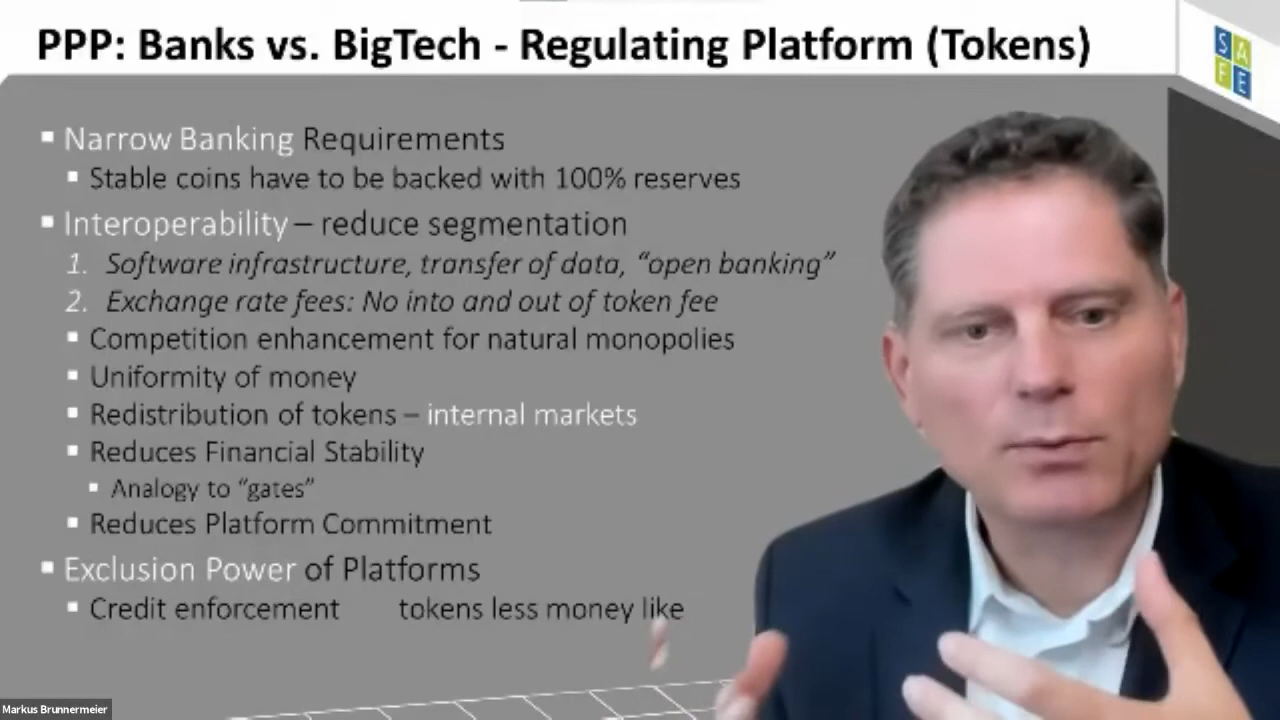 PPP: Banks vs. BigTech - Regulating Platform (Tokens)
S A
F E
Narrow Banking Requirements
Stable coins have to be backed with 100% reserves
Interoperability – reduce segmentation
1. Software infrastructure, transfer of data, “open banking”
2. Exchange rate fees: No into and out of token fee
Competition enhancement for natural monopolies
Uniformity of money
Redistribution of tokens – internal markets
Reduces Financial Stability
Analogy to “gates”
Reduces Platform Commitment
Exclusion Power of Platforms
Credit enforcement tokens less money like
Markus Brunnermeier